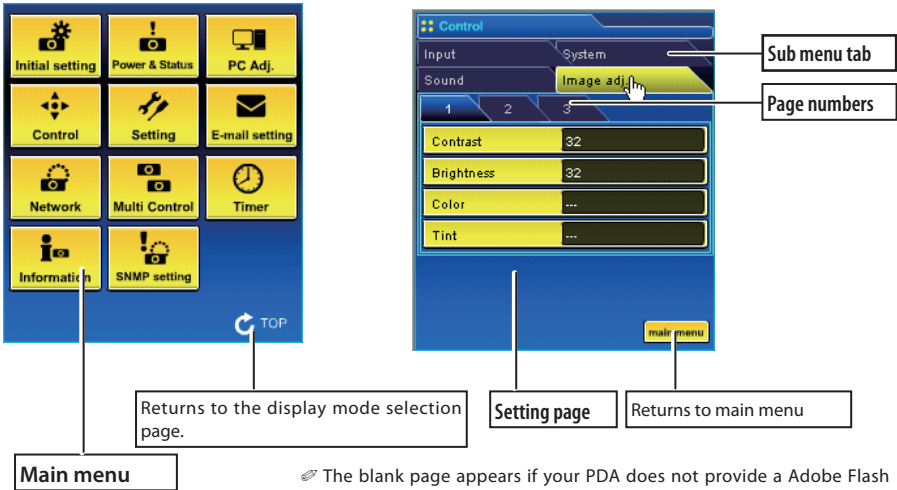 Initial setting
Power & Status
PC Adj.
Control
Setting
E-mail setting
Network
Multi Control
Timer
Information
SNMP setting
TOP
Control
Input
System
Sound
Image adj.
1 2 3
Contrast 32
Brightness 32
Color ---
Tint ---
main menu
Sub menu tab
Page numbers
Returns to the display mode selection
page.
Setting page
Returns to main menu
Main menu
✐ The blank page appears if your PDA does not provide a Adobe Flash